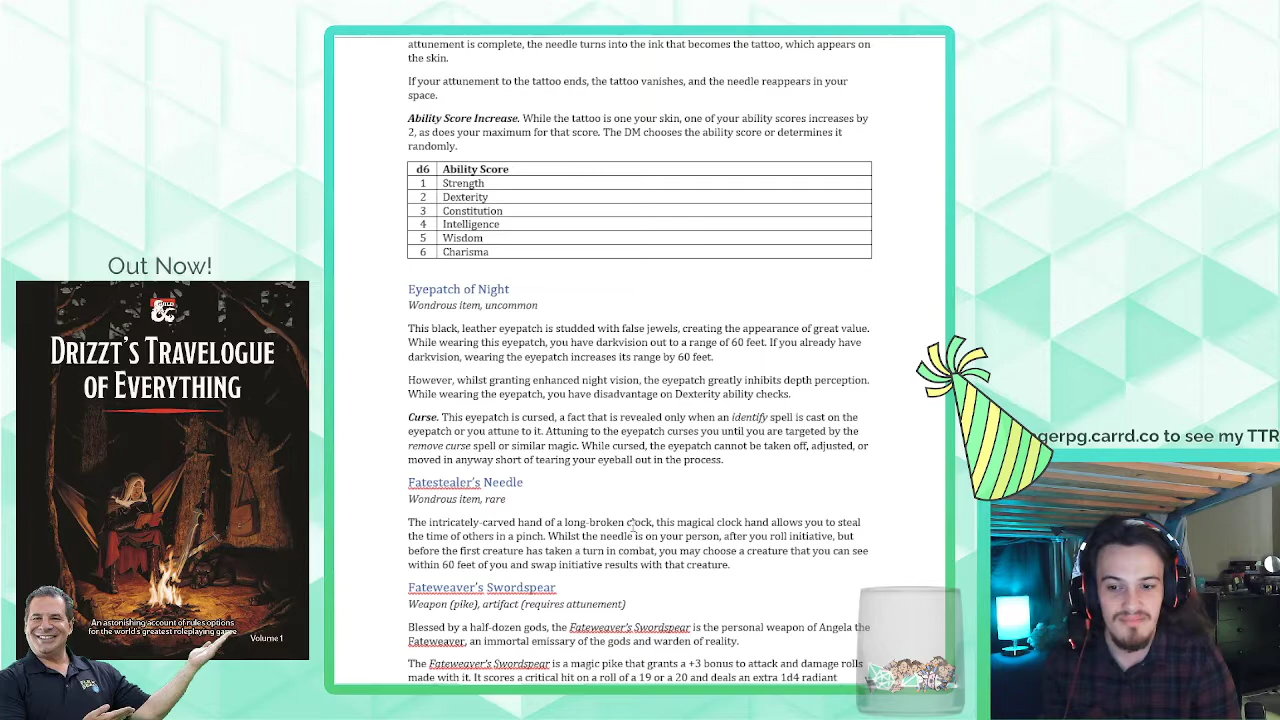 Out Now!
DRIZZT'S TRAVELOGUE
OF EVERYTHING
An astonishing account of rules options
for the world's greatest roleplaying game
Volume 1
attunement is complete, the needle turns into the ink that becomes the tattoo, which appears on
the skin.
If your attunement to the tattoo ends, the tattoo vanishes, and the needle reappears in your
space.
Ability Score Increase. While the tattoo is one your skin, one of your ability scores increases by
2, as does your maximum for that score. The DM chooses the ability score or determines it
randomly.
d6 Ability Score
1 Strength
2 Dexterity
3 Constitution
4 Intelligence
5 Wisdom
6 Charisma
Eyepatch of Night
Wondrous item, uncommon
This black, leather eyepatch is studded with false jewels, creating the appearance of great value.
While wearing this eyepatch, you have darkvision out to a range of 60 feet. If you already have
darkvision, wearing the eyepatch increases its range by 60 feet.
However, whilst granting enhanced night vision, the eyepatch greatly inhibits depth perception.
While wearing the eyepatch, you have disadvantage on Dexterity ability checks.
Curse. This eyepatch is cursed, a fact that is revealed only when an identify spell is cast on the
eyepatch or you attune to it. Attuning to the eyepatch curses you until you are targeted by the
remove curse spell or similar magic. While cursed, the eyepatch cannot be taken off, adjusted, or
moved in anyway short of tearing your eyeball out in the process.
Fatestealer's Needle
Wondrous item, rare
The intricately-carved hand of a long-broken clock, this magical clock hand allows you to steal
the time of others in a pinch. Whilst the needle is on your person, after you roll initiative, but
before the first creature has taken a turn in combat, you may choose a creature that you can see
within 60 feet of you and swap initiative results with that creature.
Fateweaver's Swordspear
Weapon (pike), artifact (requires attunement)
Blessed by a half-dozen gods, the Fateweaver's Swordspear is the personal weapon of Angela the
Fateweaver, an immortal emissary of the gods and warden of reality.
The Fateweaver's Swordspear is a magic pike that grants a +3 bonus to attack and damage rolls
made with it. It scores a critical hit on a roll of a 19 or a 20 and deals an extra 1d4 radiant
gerpg.carrd.co to see my TTR